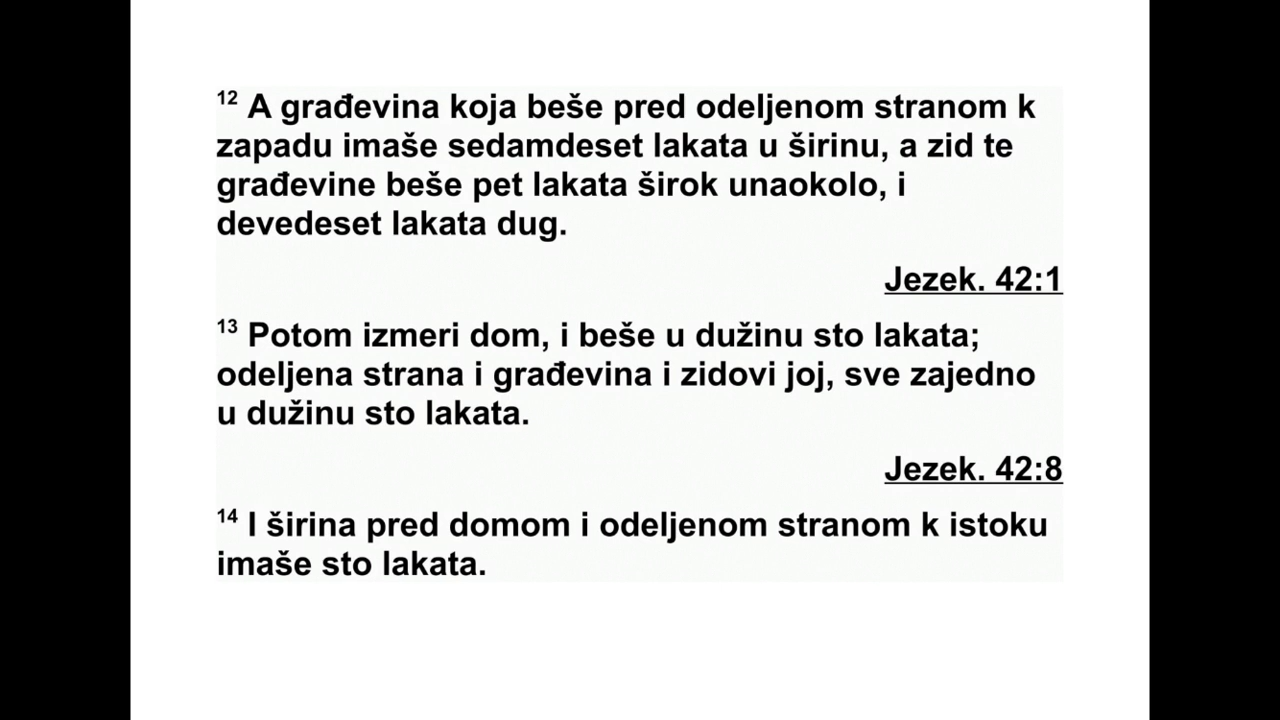 12 A građevina koja beše pred odeljenom stranom k
zapadu imaše sedamdeset lakata u širinu, a zid te
građevine beše pet lakata širok unaokolo, i
devedeset lakata dug.
Jezek. 42:1
13 Potom izmeri dom, i beše u dužinu sto lakata;
odeljena strana i građevina i zidovi joj, sve zajedno
u dužinu sto lakata.
Jezek. 42:8
14 I širina pred domom i odeljenom stranom k istoku
imaše sto lakata.